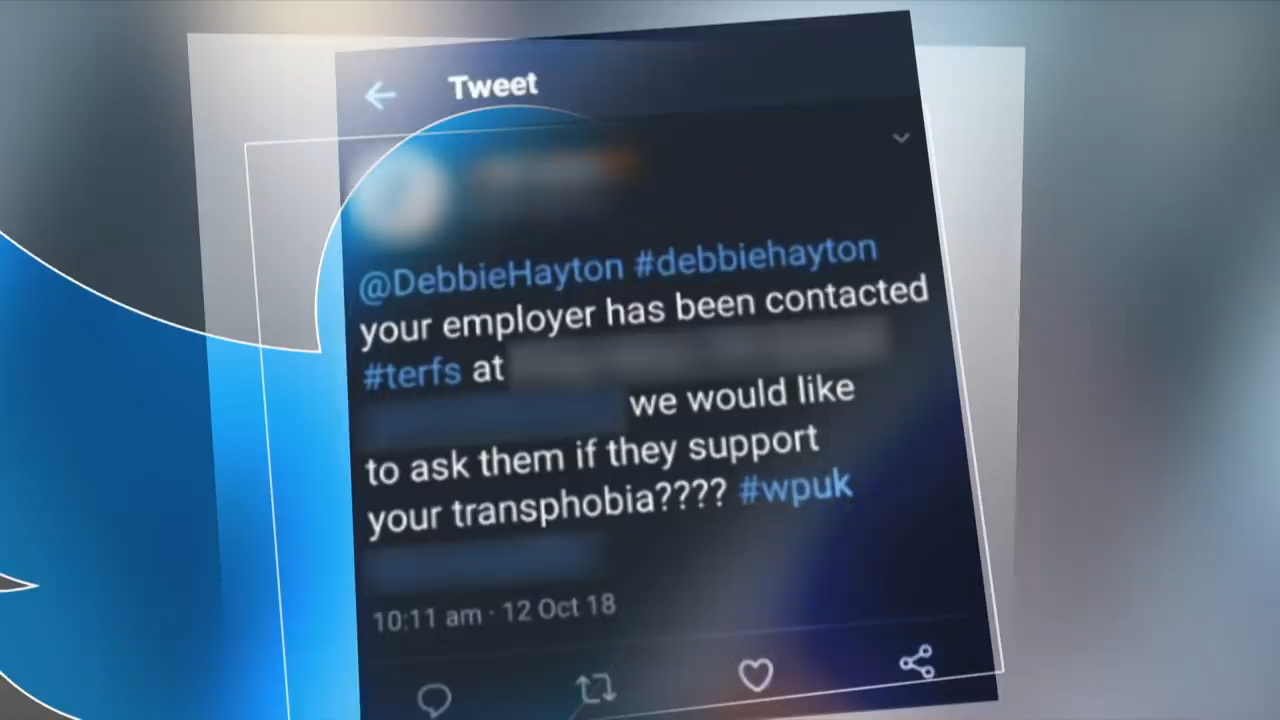 Tweet
@DebbieHayton #debbiehayton
your employer has been contacted
#terfs at
we would like
to ask them if they support
your transphobia???? #wpuk
10:11 am · 12 Oct 18